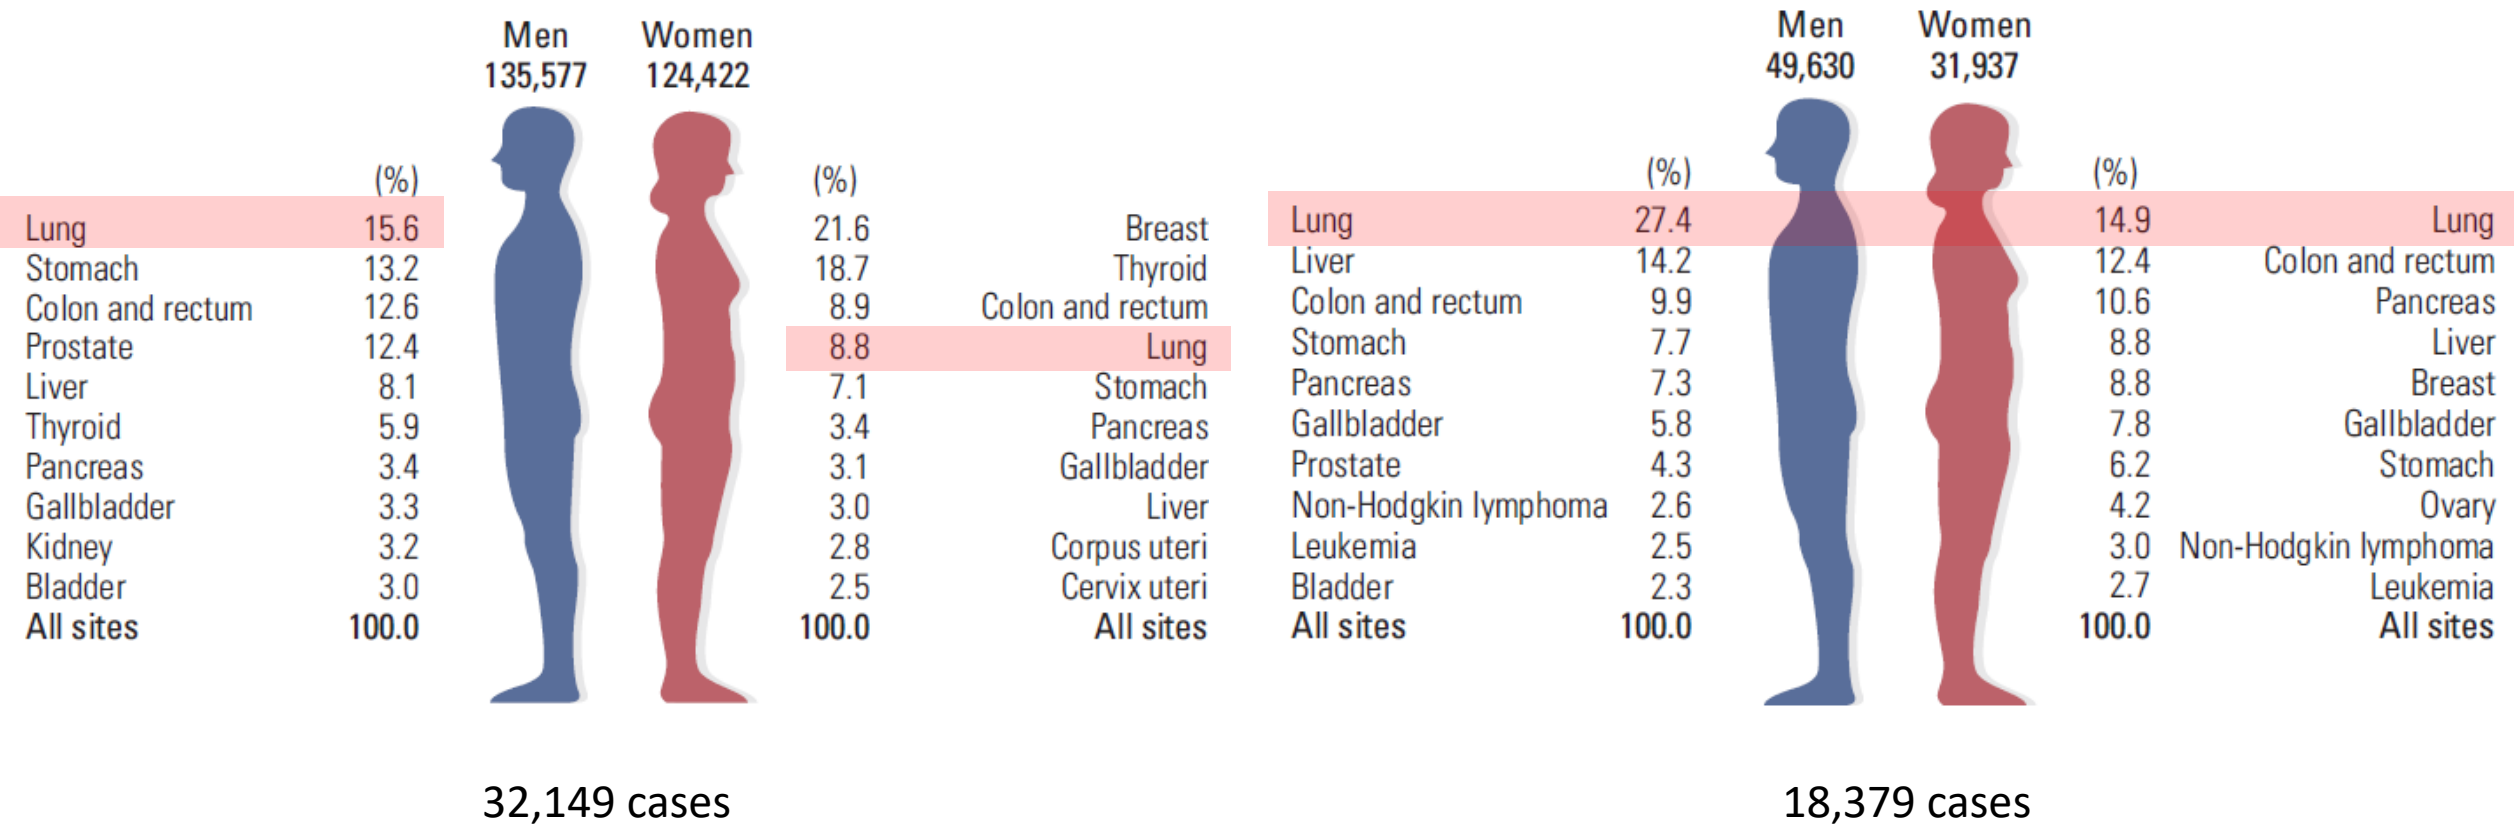 Men Women
135,577 124,422
(%) (%)
Lung 15.6 21.6 Breast
Stomach 13.2 18.7 Thyroid
Colon and rectum 12.6 8.9 Colon and rectum
Prostate 12.4 8.8 Lung
Liver 8.1 7.1 Stomach
Thyroid 5.9 3.4 Pancreas
Pancreas 3.4 3.1 Gallbladder
Gallbladder 3.3 3.0 Liver
Kidney 3.2 2.8 Corpus uteri
Bladder 3.0 2.5 Cervix uteri
All sites 100.0 100.0 All sites
32,149 cases
Men Women
49,630 31,937
(%) (%)
Lung 27.4 14.9 Lung
Liver 14.2 12.4 Colon and rectum
Colon and rectum 9.9 10.6 Pancreas
Stomach 7.7 8.8 Liver
Pancreas 7.3 8.8 Breast
Gallbladder 5.8 7.8 Gallbladder
Prostate 4.3 6.2 Stomach
Non-Hodgkin lymphoma 2.6 4.2 Ovary
Leukemia 2.5 3.0 Non-Hodgkin lymphoma
Bladder 2.3 2.7 Leukemia
All sites 100.0 100.0 All sites
18,379 cases